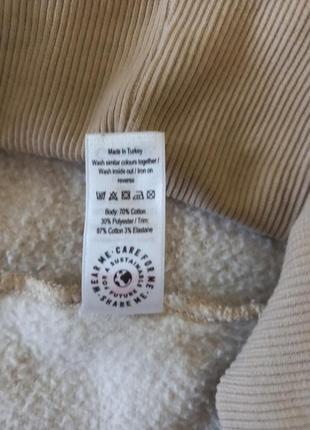 Made in Turkey
Wash similar colours together /
Wash inside out / Iron on
reverse
Body: 70% Cotton
30% Polyester / Trim:
97% Cotton 3% Elastane
WEAR ME · CARE FOR ME · SHARE ME ·
FOR A SUSTAINABLE FUTURE